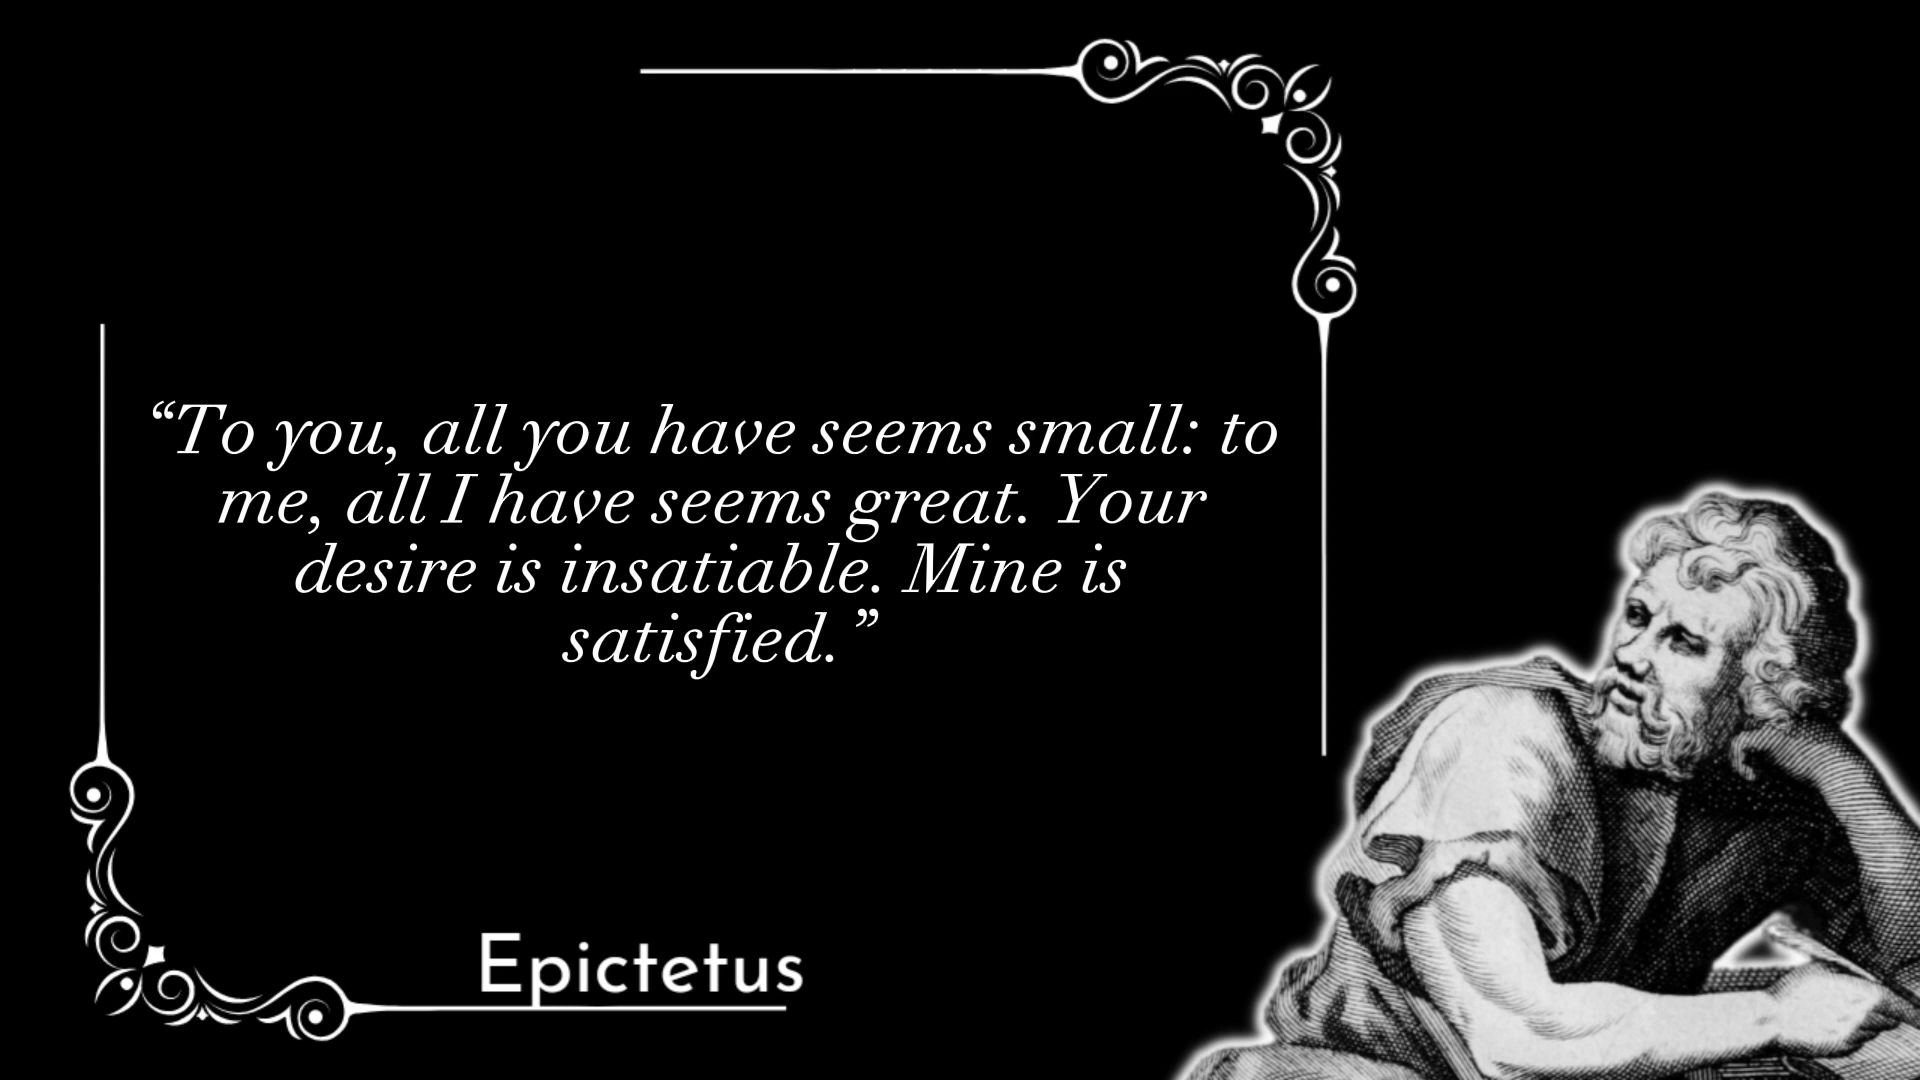 “To you, all you have seems small: to
me, all I have seems great. Your
desire is insatiable. Mine is
satisfied.”
Epictetus